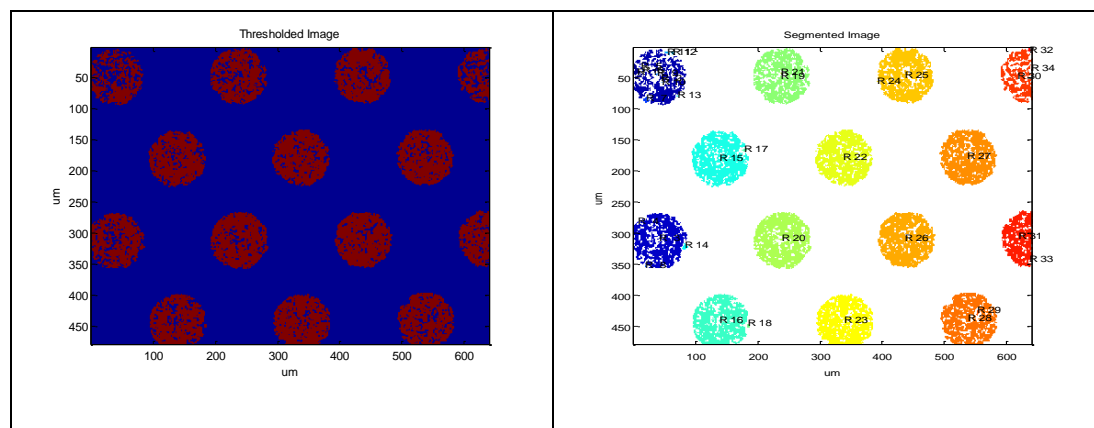 Thresholded Image
50
100
150
200
250
300
350
400
450
um
100 200 300 400 500 600
um
Segmented Image
50
100
150
200
250
300
350
400
450
um
R 13
R 14
R 17
R 15
R 16
R 18
R 21
R 19
R 20
R 22
R 23
R 24
R 25
R 26
R 27
R 29
R 28
R 32
R 34
R 30
R 31
R 33
100 200 300 400 500 600
um